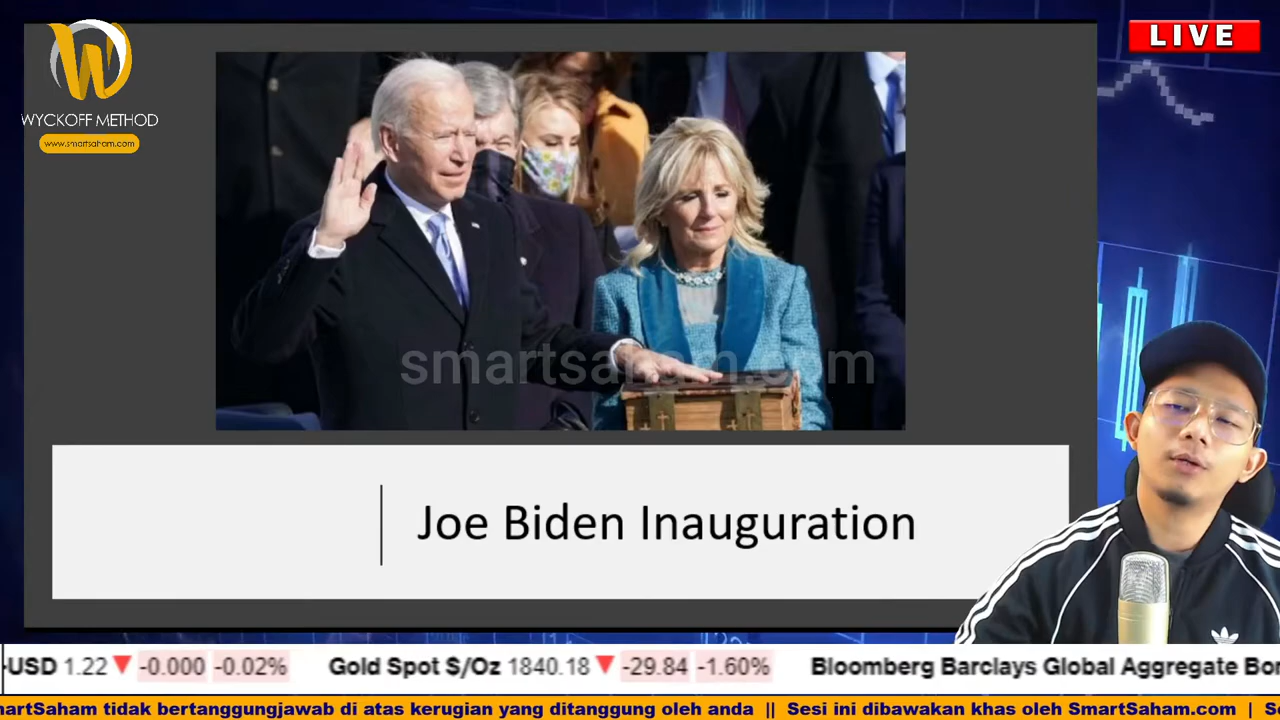 W
WYCKOFF METHOD
www.smartsaham.com
LIVE
smartsaham.com
Joe Biden Inauguration
-USD 1.22 ▼ -0.000 -0.02% Gold Spot $/Oz 1840.18 ▼ -29.84 -1.60% Bloomberg Barclays Global Aggregate Bon
martSaham tidak bertanggungjawab di atas kerugian yang ditanggung oleh anda || Sesi ini dibawakan khas oleh SmartSaham.com | S